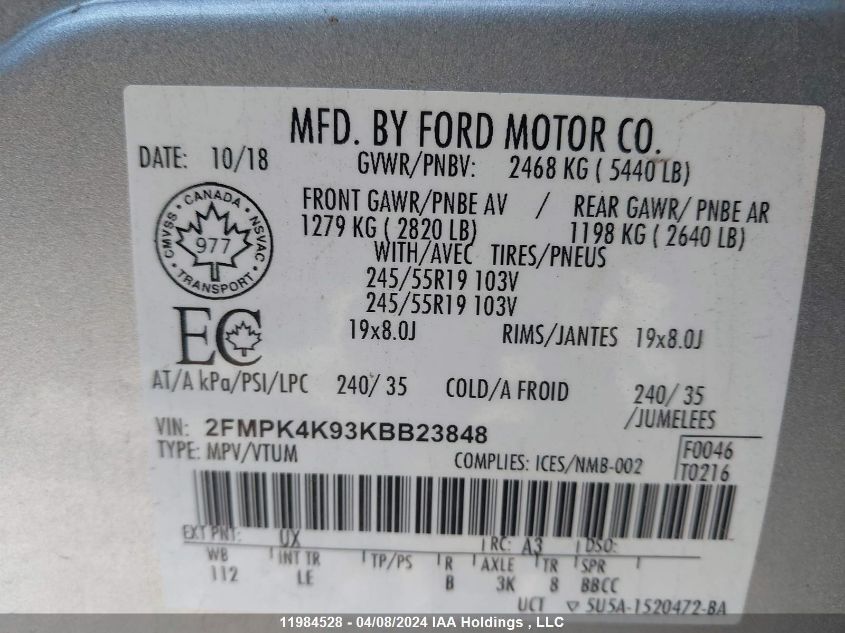 MFD. BY FORD MOTOR CO.
DATE: 10/18
GVWR/PNBV: 2468 KG ( 5440 LB)
FRONT GAWR/PNBE AV / REAR GAWR/ PNBE AR
1279 KG ( 2820 LB) 1198 KG ( 2640 LB)
WITH/AVEC TIRES/PNEUS
245/55R19 103V
245/55R19 103V
19x8.0J RIMS/JANTES 19x8.0J
CMVSS • CANADA • NSVAC
977
• TRANSPORT •
EC
AT/A kPa/PSI/LPC 240/ 35 COLD/A FROID 240/ 35
/JUMELEES
VIN: 2FMPK4K93KBB23848
TYPE: MPV/VTUM COMPLIES: ICES/NMB-002
F0046
T0216
EXT PNT: UX RC: A3 DSO:
WB INT TR TP/PS R AXLE TR SPR
112 LE B 3K 8 BBCC
UCT ▽ 5U5A-1520472-BA
11984528 - 04/08/2024 IAA Holdings , LLC